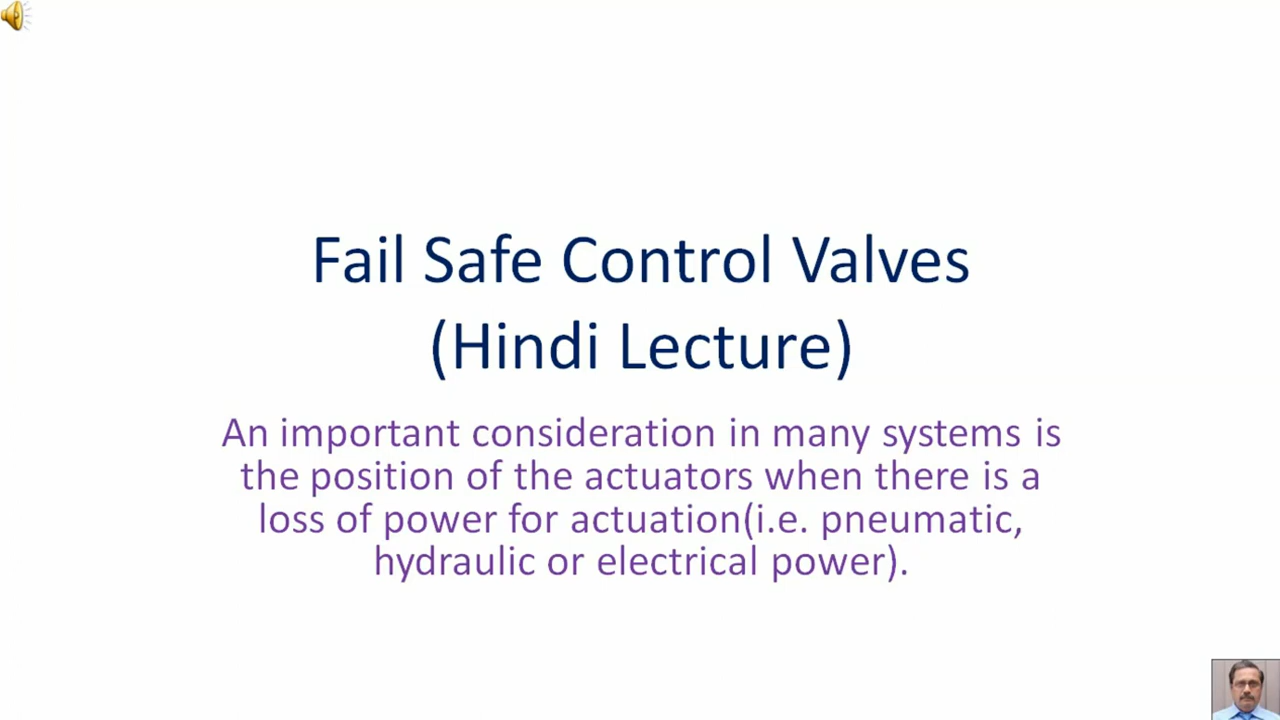 Fail Safe Control Valves
(Hindi Lecture)
An important consideration in many systems is
the position of the actuators when there is a
loss of power for actuation(i.e. pneumatic,
hydraulic or electrical power).